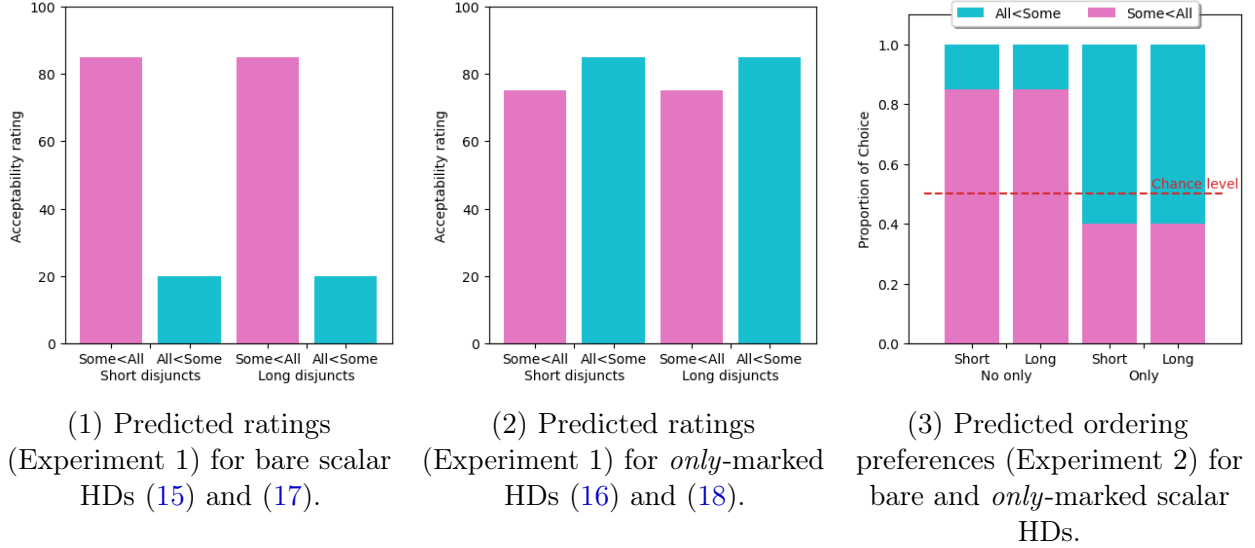 100
80
60
40
20
0
Acceptability rating
Some<All All<Some Some<All All<Some
Short disjuncts Long disjuncts
(1) Predicted ratings
(Experiment 1) for bare scalar
HDs (15) and (17).
100
80
60
40
20
0
Acceptability rating
Some<All All<Some Some<All All<Some
Short disjuncts Long disjuncts
(2) Predicted ratings
(Experiment 1) for only-marked
HDs (16) and (18).
All<Some Some<All
1.0
0.8
0.6
0.4
0.2
0.0
Proportion of Choice
Chance level
Short Long Short Long
No only Only
(3) Predicted ordering
preferences (Experiment 2) for
bare and only-marked scalar
HDs.